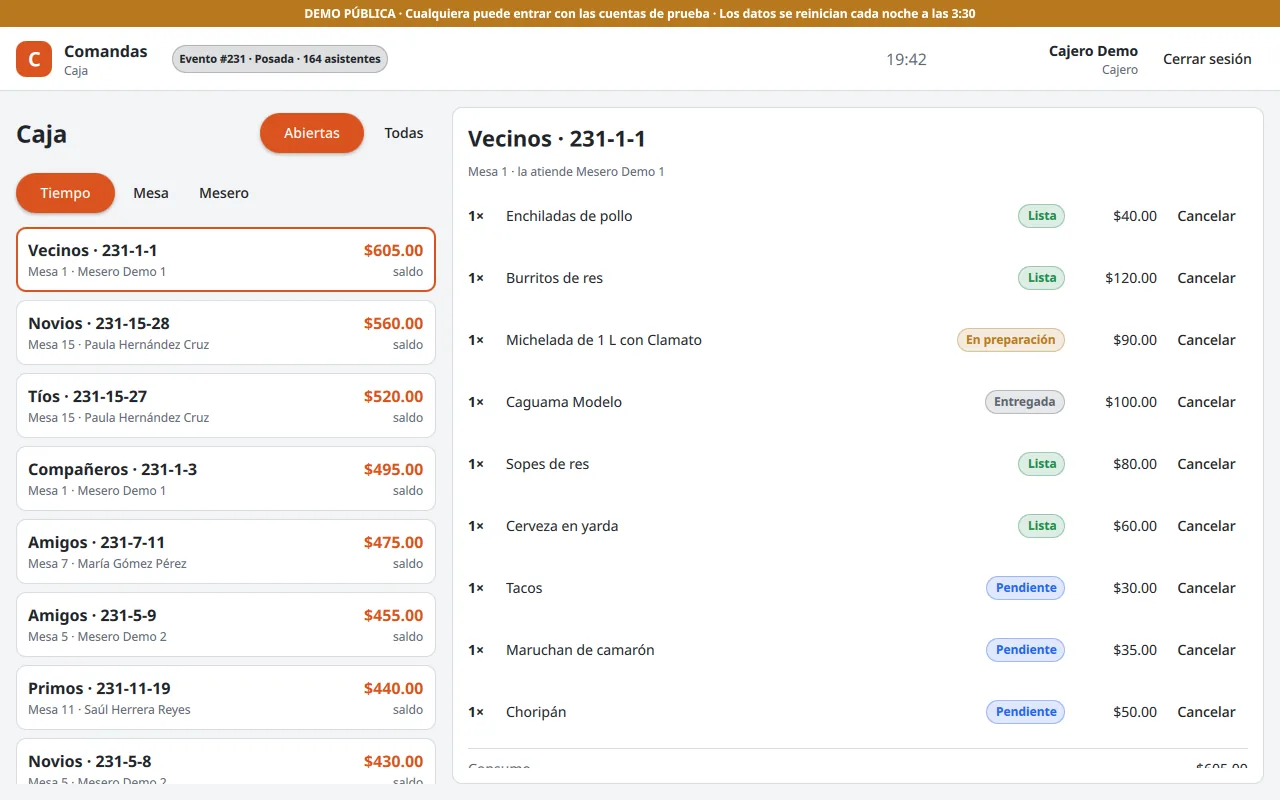 DEMO PÚBLICA · Cualquiera puede entrar con las cuentas de prueba · Los datos se reinician cada noche a las 3:30
C
Comandas
Caja
Evento #231 · Posada · 164 asistentes
19:42
Cajero Demo
Cajero
Cerrar sesión
Caja
Abiertas
Todas
Tiempo
Mesa
Mesero
Vecinos · 231-1-1
$605.00
Mesa 1 · Mesero Demo 1
saldo
Novios · 231-15-28
$560.00
Mesa 15 · Paula Hernández Cruz
saldo
Tíos · 231-15-27
$520.00
Mesa 15 · Paula Hernández Cruz
saldo
Compañeros · 231-1-3
$495.00
Mesa 1 · Mesero Demo 1
saldo
Amigos · 231-7-11
$475.00
Mesa 7 · María Gómez Pérez
saldo
Amigos · 231-5-9
$455.00
Mesa 5 · Mesero Demo 2
saldo
Primos · 231-11-19
$440.00
Mesa 11 · Saúl Herrera Reyes
saldo
Novios · 231-5-8
$430.00
Mesa 5 · Mesero Demo 2
saldo
Vecinos · 231-1-1
Mesa 1 · la atiende Mesero Demo 1
1× Enchiladas de pollo Lista $40.00 Cancelar
1× Burritos de res Lista $120.00 Cancelar
1× Michelada de 1 L con Clamato En preparación $90.00 Cancelar
1× Caguama Modelo Entregada $100.00 Cancelar
1× Sopes de res Lista $80.00 Cancelar
1× Cerveza en yarda Lista $60.00 Cancelar
1× Tacos Pendiente $30.00 Cancelar
1× Maruchan de camarón Pendiente $35.00 Cancelar
1× Choripán Pendiente $50.00 Cancelar
Consumo $605.00